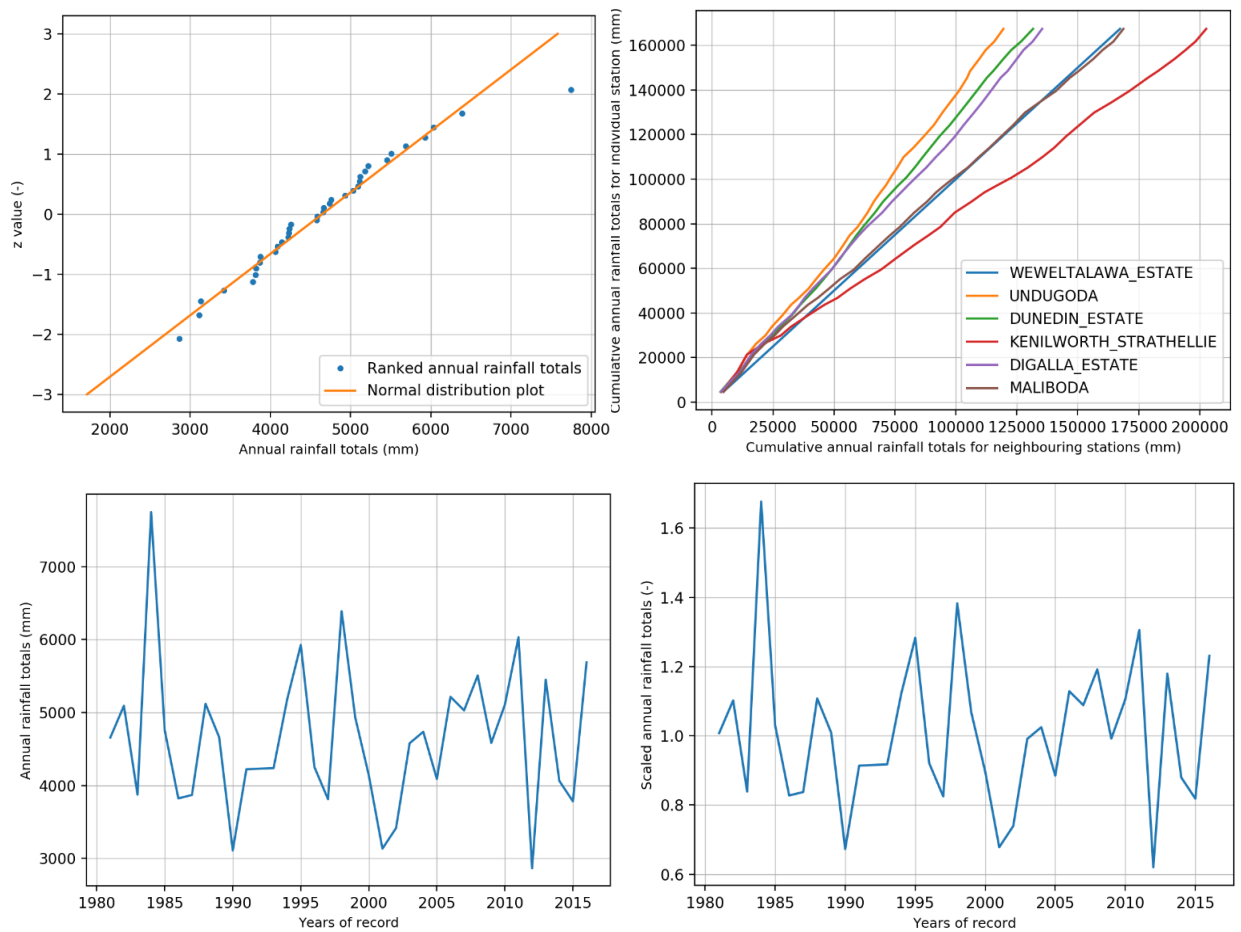 3
2
1
0
−1
−2
−3
z value (-)
2000 3000 4000 5000 6000 7000 8000
Annual rainfall totals (mm)
Ranked annual rainfall totals
Normal distribution plot
160000
140000
120000
100000
80000
60000
40000
20000
0
Cumulative annual rainfall totals for individual station (mm)
0 25000 50000 75000 100000 125000 150000 175000 200000
Cumulative annual rainfall totals for neighbouring stations (mm)
WEWELTALAWA_ESTATE
UNDUGODA
DUNEDIN_ESTATE
KENILWORTH_STRATHELLIE
DIGALLA_ESTATE
MALIBODA
7000
6000
5000
4000
3000
Annual rainfall totals (mm)
1980 1985 1990 1995 2000 2005 2010 2015
Years of record
1.6
1.4
1.2
1.0
0.8
0.6
Scaled annual rainfall totals (-)
1980 1985 1990 1995 2000 2005 2010 2015
Years of record